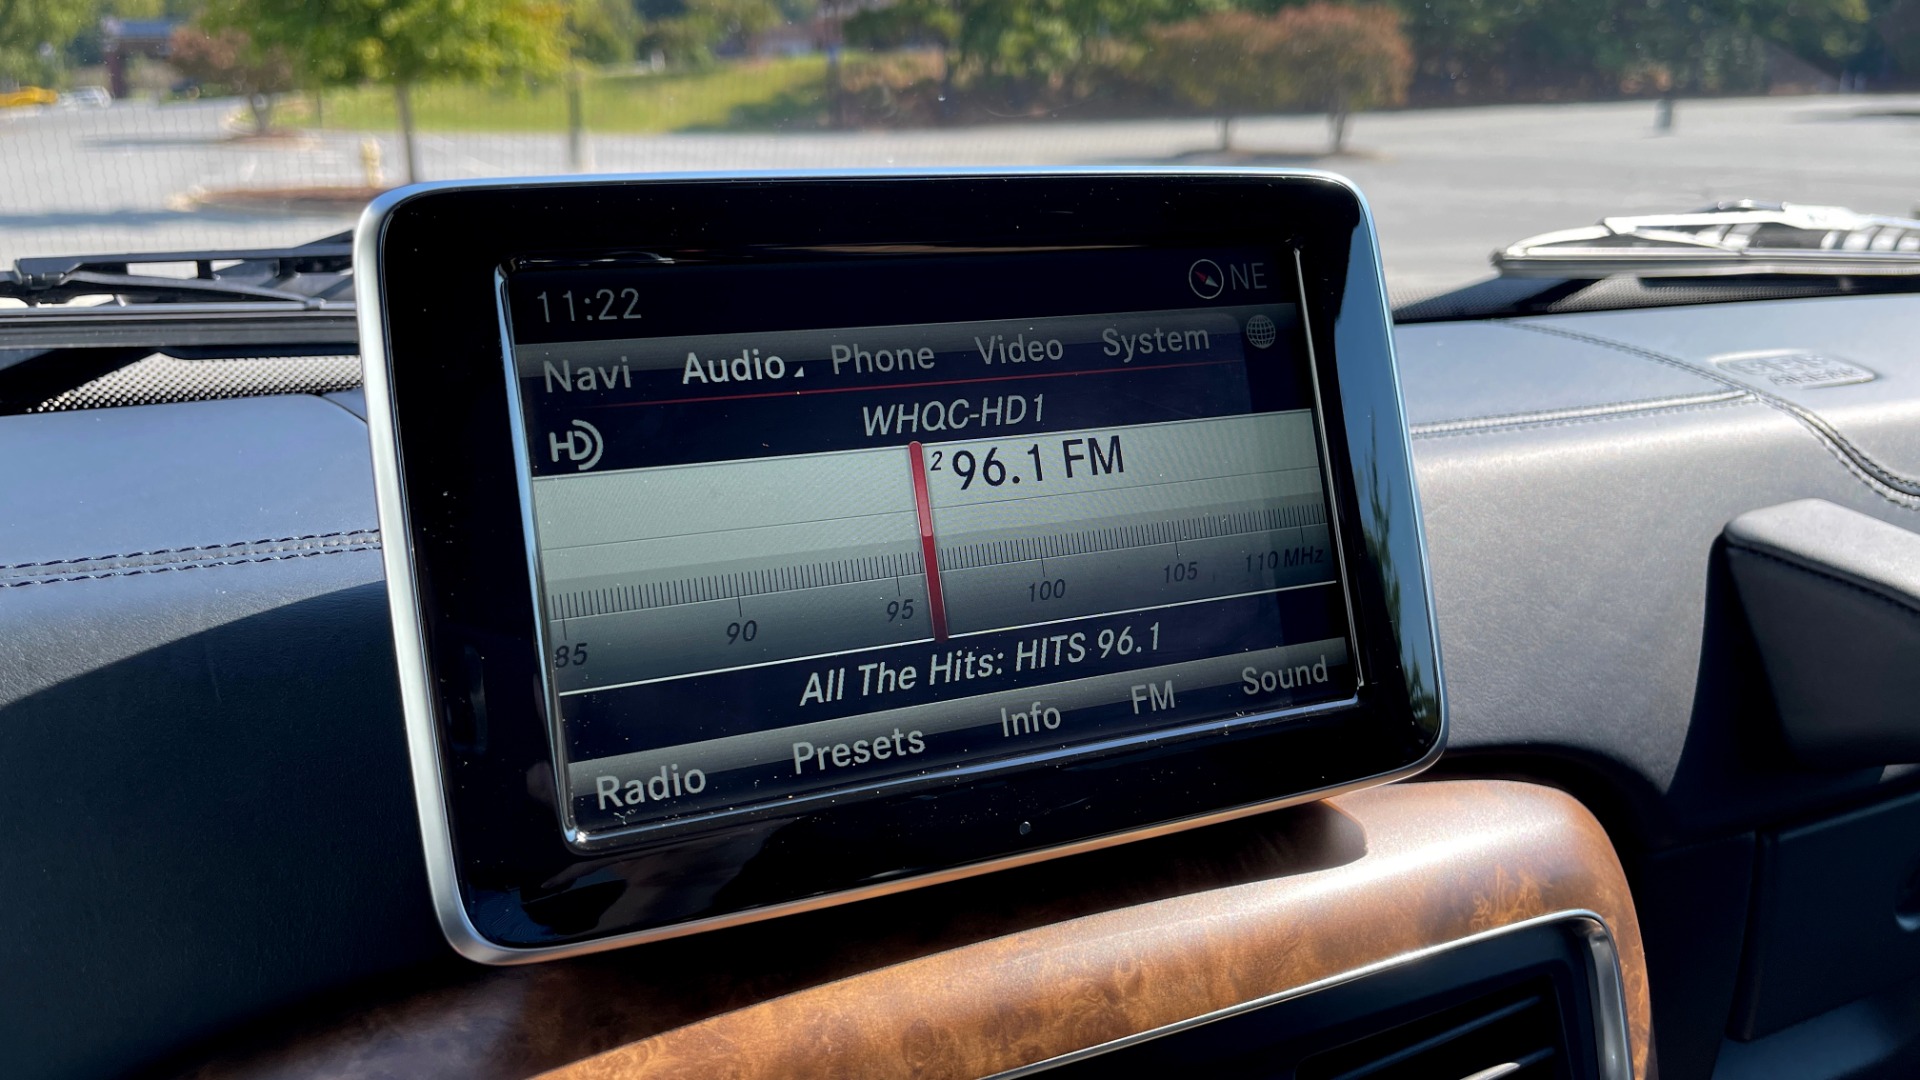 11:22 NE
Navi Audio Phone Video System
HD WHQC-HD1
2 96.1 FM
85 90 95 100 105 110 MHz
All The Hits: HITS 96.1
Radio Presets Info FM Sound